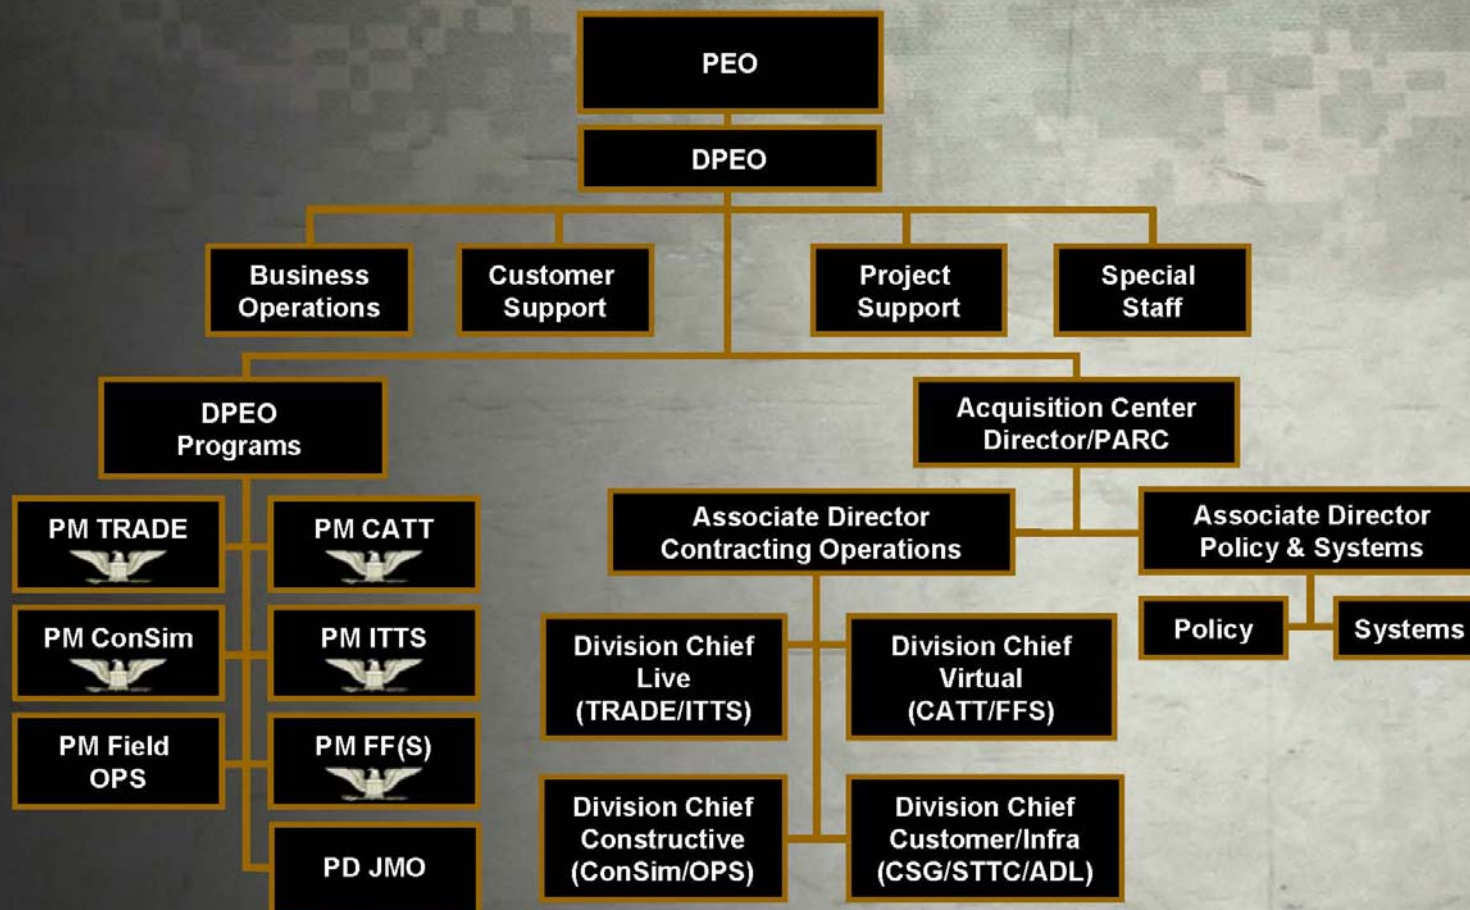 PEO
DPEO
Business
Operations
Customer
Support
Project
Support
Special
Staff
DPEO
Programs
Acquisition Center
Director/PARC
PM TRADE
PM CATT
PM ConSim
PM ITTS
PM Field
OPS
PM FF(S)
PD JMO
Associate Director
Contracting Operations
Associate Director
Policy & Systems
Division Chief
Live
(TRADE/ITTS)
Division Chief
Virtual
(CATT/FFS)
Policy
Systems
Division Chief
Constructive
(ConSim/OPS)
Division Chief
Customer/Infra
(CSG/STTC/ADL)